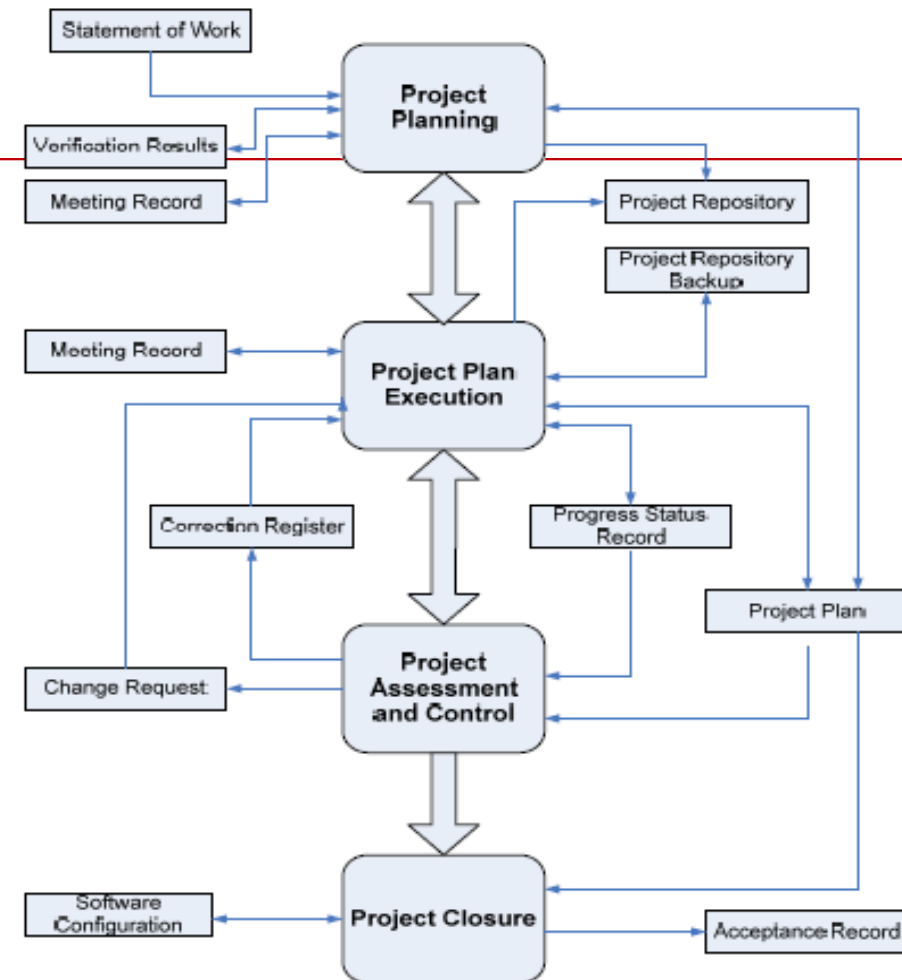 Statement of Work
Project
Planning
Verification Results
Meeting Record
Project Repository
Project Repository
Backup
Meeting Record
Project Plan
Execution
Correction Register
Progress Status
Record
Project Plan
Change Request
Project
Assessment
and Control
Software
Configuration
Project Closure
Acceptance Record